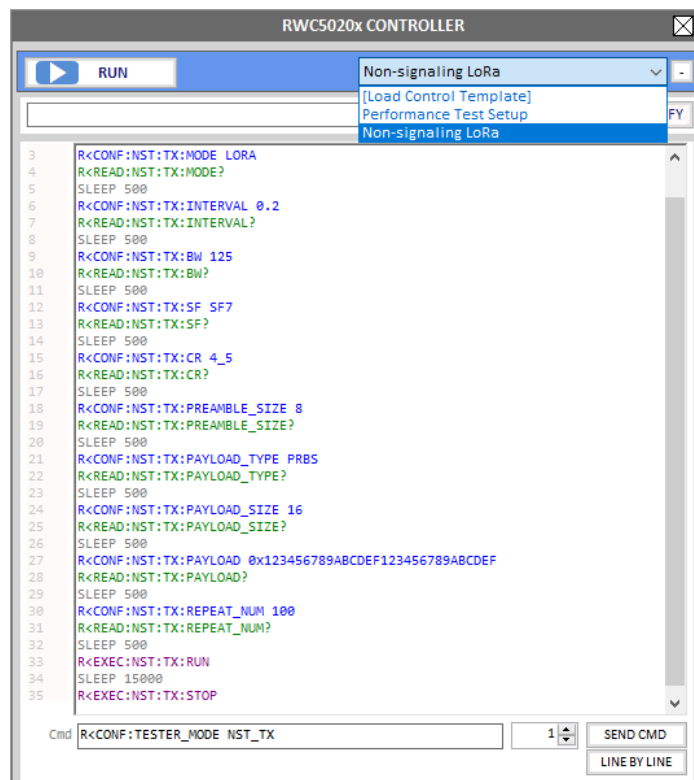 RWC5020x CONTROLLER
RUN
Non-signaling LoRa
-
[Load Control Template]
Performance Test Setup
Non-signaling LoRa
FY
3 R<CONF:NST:TX:MODE LORA
4 R<READ:NST:TX:MODE?
5 SLEEP 500
6 R<CONF:NST:TX:INTERVAL 0.2
7 R<READ:NST:TX:INTERVAL?
8 SLEEP 500
9 R<CONF:NST:TX:BW 125
10 R<READ:NST:TX:BW?
11 SLEEP 500
12 R<CONF:NST:TX:SF SF7
13 R<READ:NST:TX:SF?
14 SLEEP 500
15 R<CONF:NST:TX:CR 4_5
16 R<READ:NST:TX:CR?
17 SLEEP 500
18 R<CONF:NST:TX:PREAMBLE_SIZE 8
19 R<READ:NST:TX:PREAMBLE_SIZE?
20 SLEEP 500
21 R<CONF:NST:TX:PAYLOAD_TYPE PRBS
22 R<READ:NST:TX:PAYLOAD_TYPE?
23 SLEEP 500
24 R<CONF:NST:TX:PAYLOAD_SIZE 16
25 R<READ:NST:TX:PAYLOAD_SIZE?
26 SLEEP 500
27 R<CONF:NST:TX:PAYLOAD 0x123456789ABCDEF123456789ABCDEF
28 R<READ:NST:TX:PAYLOAD?
29 SLEEP 500
30 R<CONF:NST:TX:REPEAT_NUM 100
31 R<READ:NST:TX:REPEAT_NUM?
32 SLEEP 500
33 R<EXEC:NST:TX:RUN
34 SLEEP 15000
35 R<EXEC:NST:TX:STOP
Cmd R<CONF:TESTER_MODE NST_TX 1 SEND CMD
LINE BY LINE